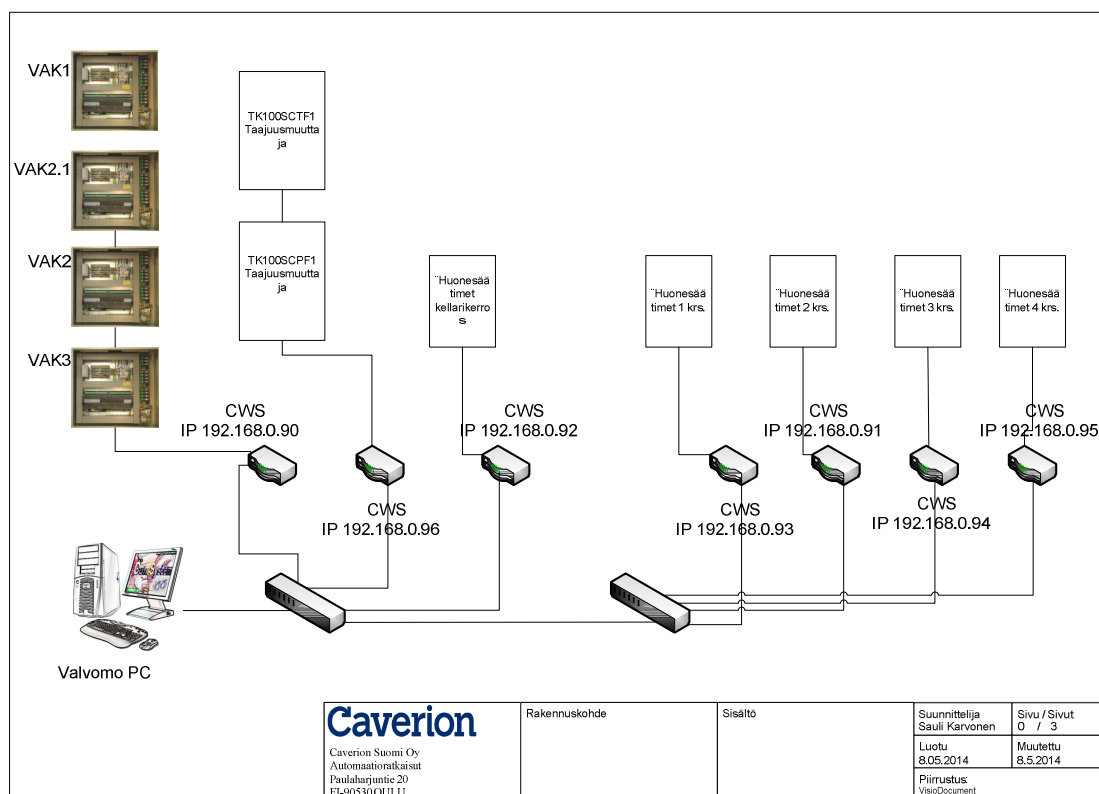 VAK1
VAK2.1
VAK2
VAK3
TK100SCTF1
Taajuusmuutta
ja
TK100SCPF1
Taajuusmuutta
ja
¨Huonesää
timet
kellarikerro
s
¨Huonesää
timet 1 krs.
¨Huonesää
timet 2 krs.
¨Huonesää
timet 3 krs.
¨Huonesää
timet 4 krs.
CWS
IP 192.168.0.90
CWS
IP 192.168.0.92
CWS
IP 192.168.0.91
CWS
IP 192.168.0.95
CWS
IP 192.168.0.96
CWS
IP 192.168.0.93
CWS
IP 192.168.0.94
Valvomo PC
Caverion
Caverion Suomi Oy
Automaatioratkaisut
Paulaharjuntie 20
FI-90530 OULU
Rakennuskohde
Sisältö
Suunnittelija
Sauli Karvonen
Sivu / Sivut
0 / 3
Luotu
8.05.2014
Muutettu
8.5.2014
Piirrustus:
VisioDocument